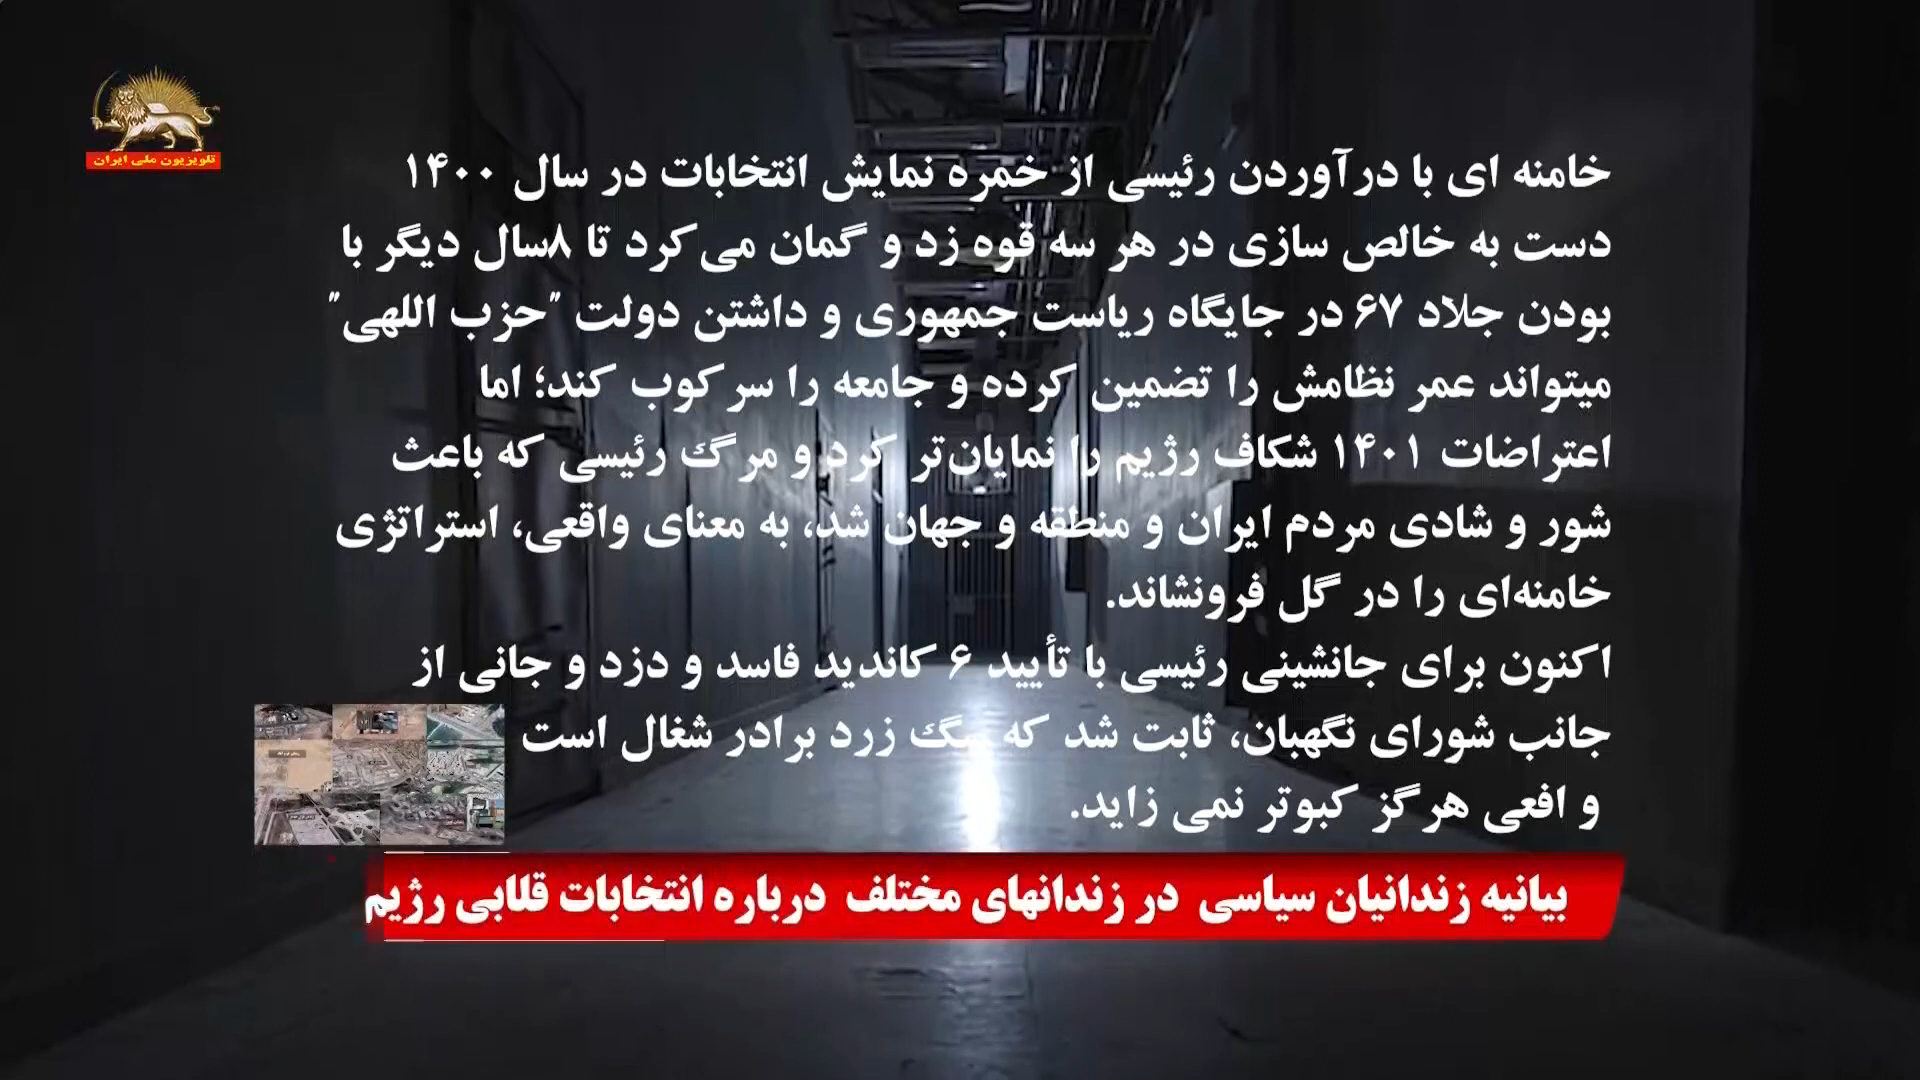 تلویزیون ملی ایران
خامنه ای با درآوردن رئیسی از خمره نمایش انتخابات در سال ۱۴۰۰
دست به خالص سازی در هر سه قوه زد و گمان می‌کرد تا ۸سال دیگر با
بودن جلاد ۶۷ در جایگاه ریاست جمهوری و داشتن دولت "حزب اللهی"
میتواند عمر نظامش را تضمین کرده و جامعه را سرکوب کند؛ اما
اعتراضات ۱۴۰۱ شکاف رژیم را نمایان‌تر کرد و مرگ رئیسی که باعث
شور و شادی مردم ایران و منطقه و جهان شد، به معنای واقعی، استراتژی
خامنه‌ای را در گل فرونشاند.
اکنون برای جانشینی رئیسی با تأیید ۶ کاندید فاسد و دزد و جانی از
جانب شورای نگهبان، ثابت شد که سگ زرد برادر شغال است
و افعی هرگز کبوتر نمی زاید.
بیانیه زندانیان سیاسی در زندانهای مختلف درباره انتخابات قلابی رژیم